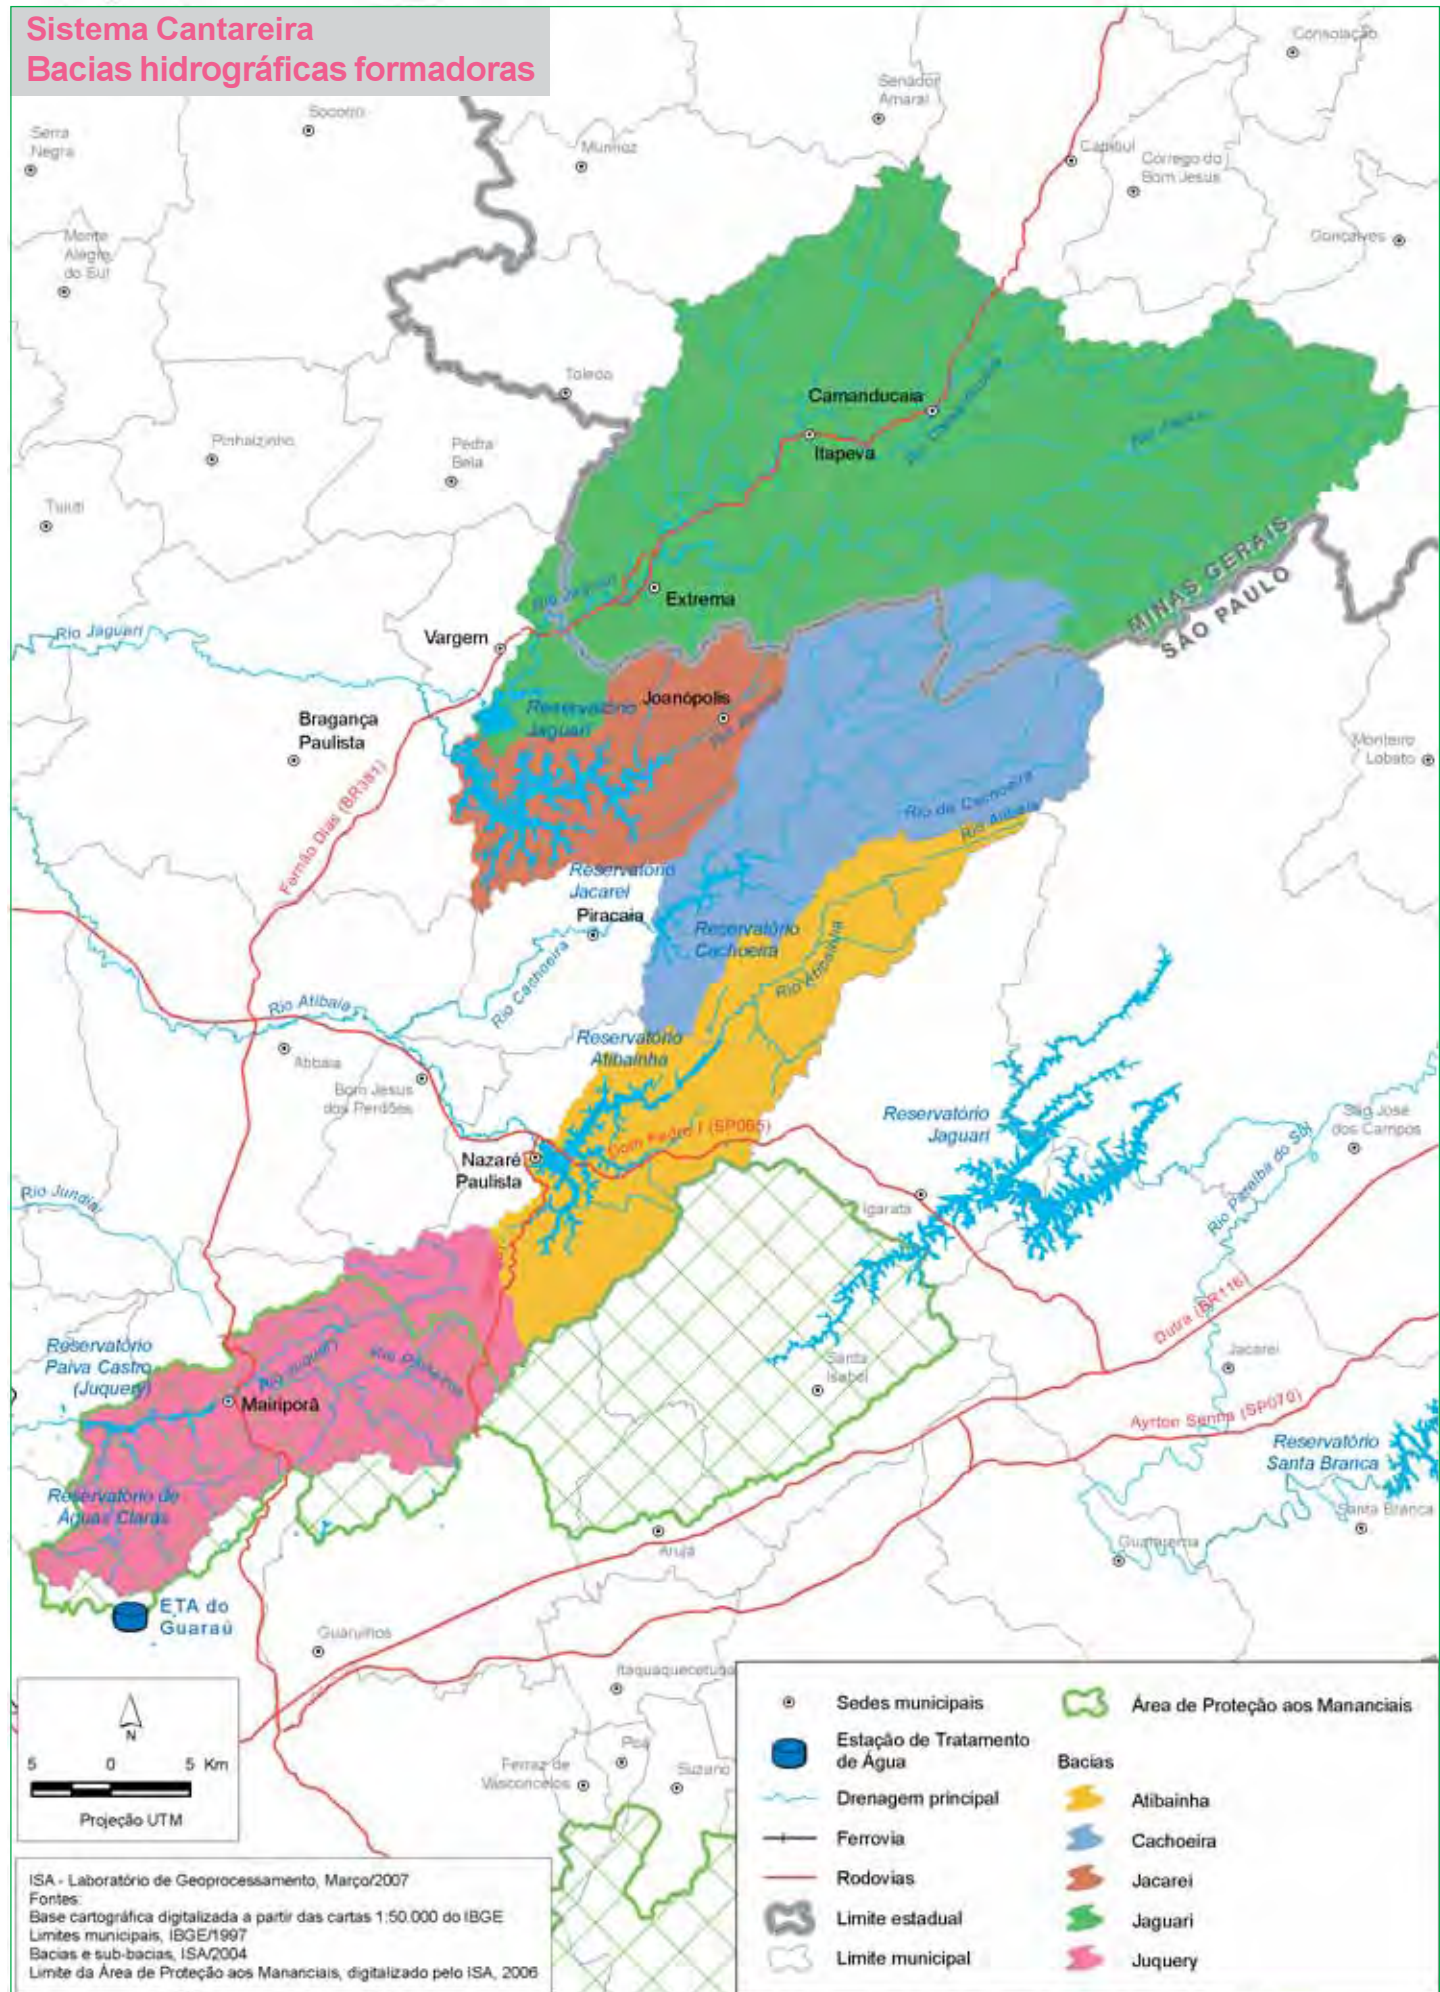 Sistema Cantareira
Bacias hidrográficas formadoras
Consolação
Senador
Amaral
Socorro
Serra
Negra
Munhoz
Capitiul
Córrego do
Bom Jesus
Gonçalves
Monte
Alegre
do Sul
Toledo
Camanducaia
Itapeva
Pinhalzinho
Pedra
Bela
Tuiuti
MINAS GERAIS
SÃO PAULO
Rio Jaguari
Extrema
Rio Jaguari
Vargem
Joanópolis
Reservatório
Jaguari
Bragança
Paulista
Monteiro
Lobato
Fernão Dias (BR381)
Rio da Cachoeira
Rio Atibaia
Reservatório
Jacareí
Piracaia
Reservatório
Cachoeira
Rio Cachoeira
Rio Atibainha
Rio Atibaia
Reservatório
Atibainha
Bom Jesus
dos Perdões
Reservatório
Jaguari
São José
dos Campos
Dom Pedro I (SP065)
Nazaré
Paulista
Rio Jundiaí
Rio Paraíba do Sul
Igarata
Dutra (BR116)
Reservatório
Paiva Castro
(Juquery)
Rio Juquery
Rio Pinheiros
Mairiporã
Santa
Isabel
Jacareí
Ayrton Senna (SP070)
Reservatório
Santa Branca
Reservatório de
Águas Claras
Santa Branca
Arujá
Guararema
ETA do
Guaraú
Guarulhos
Itaquaquecetuba
Poá
Ferraz de
Vasconcelos
Suzano
N
5 0 5 Km
Projeção UTM
Sedes municipais
Estação de Tratamento
de Água
Drenagem principal
Ferrovia
Rodovias
Limite estadual
Limite municipal
Área de Proteção aos Mananciais
Bacias
Atibainha
Cachoeira
Jacarei
Jaguari
Juquery
ISA - Laboratório de Geoprocessamento, Março/2007
Fontes:
Base cartográfica digitalizada a partir das cartas 1:50.000 do IBGE
Limites municipais, IBGE/1997
Bacias e sub-bacias, ISA/2004
Limite da Área de Proteção aos Mananciais, digitalizado pelo ISA, 2006